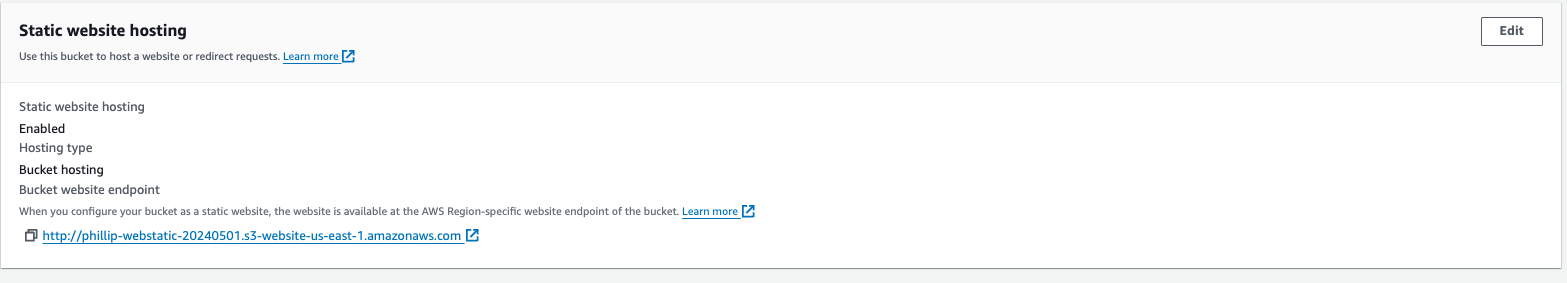 Static website hosting
Edit
Use this bucket to host a website or redirect requests. Learn more
Static website hosting
Enabled
Hosting type
Bucket hosting
Bucket website endpoint
When you configure your bucket as a static website, the website is available at the AWS Region-specific website endpoint of the bucket. Learn more
http://phillip-webstatic-20240501.s3-website-us-east-1.amazonaws.com